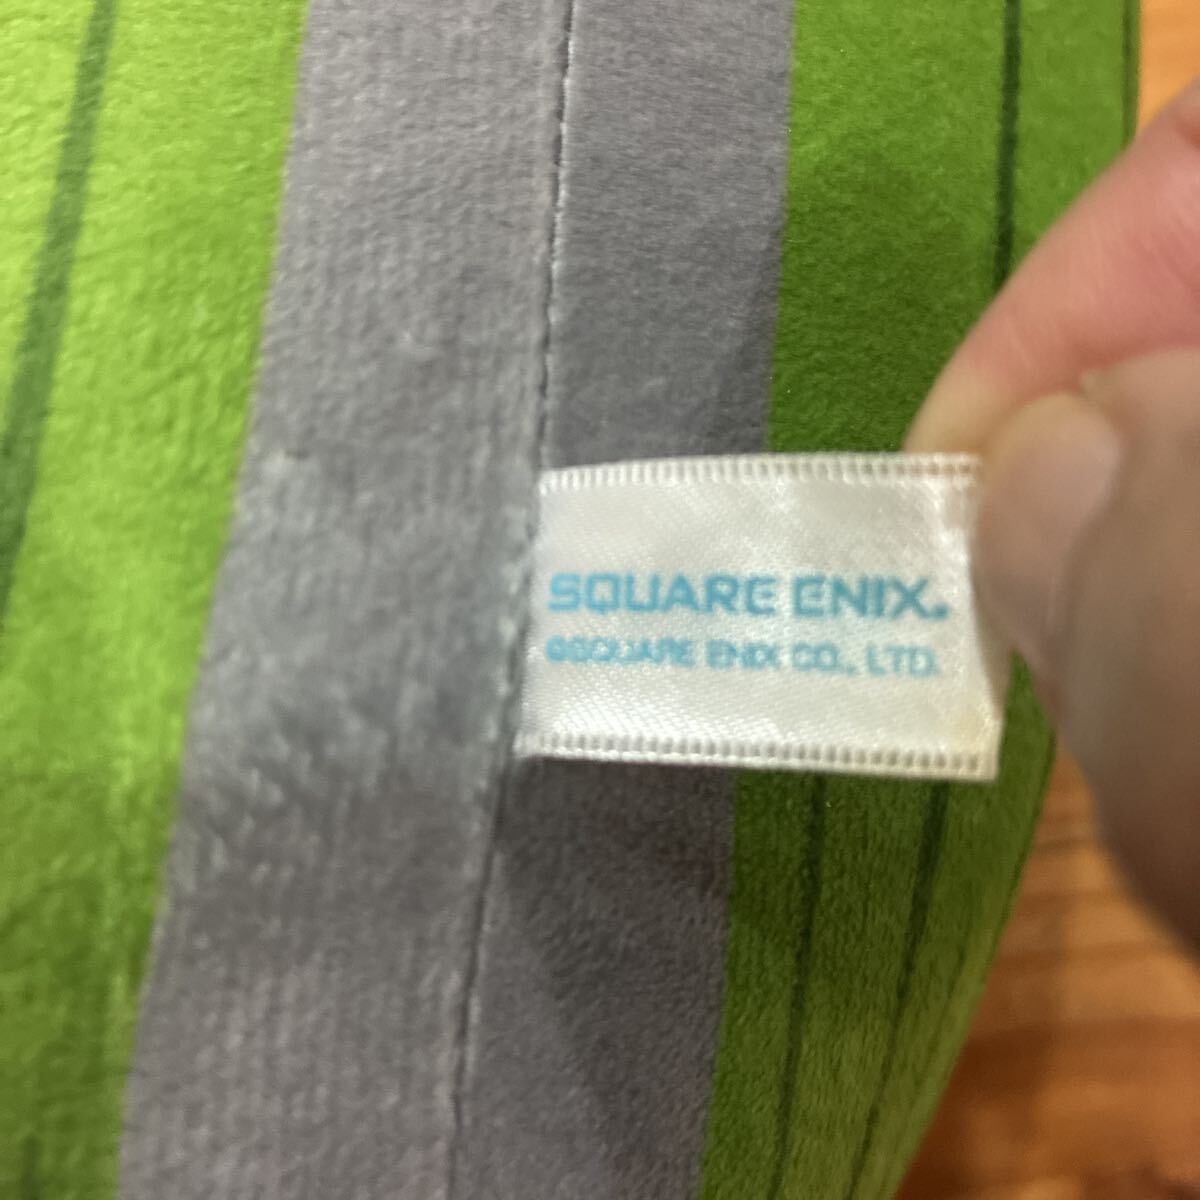 SQUARE ENIX.
©SQUARE ENIX CO., LTD.